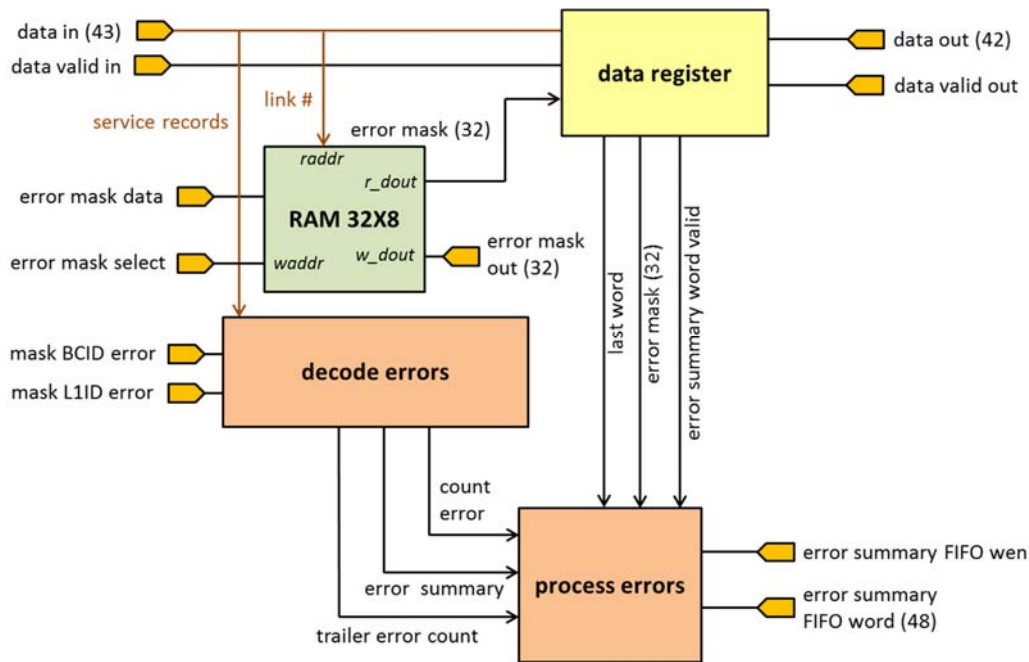 data in (43)
data valid in
link #
service records
error mask (32)
data register
data out (42)
data valid out
raddr
r_dout
RAM 32X8
waddr
w_dout
error mask data
error mask select
error mask
out (32)
last word
error mask (32)
error summary word valid
mask BCID error
mask L1ID error
decode errors
count
error
error summary
trailer error count
process errors
error summary FIFO wen
error summary
FIFO word (48)